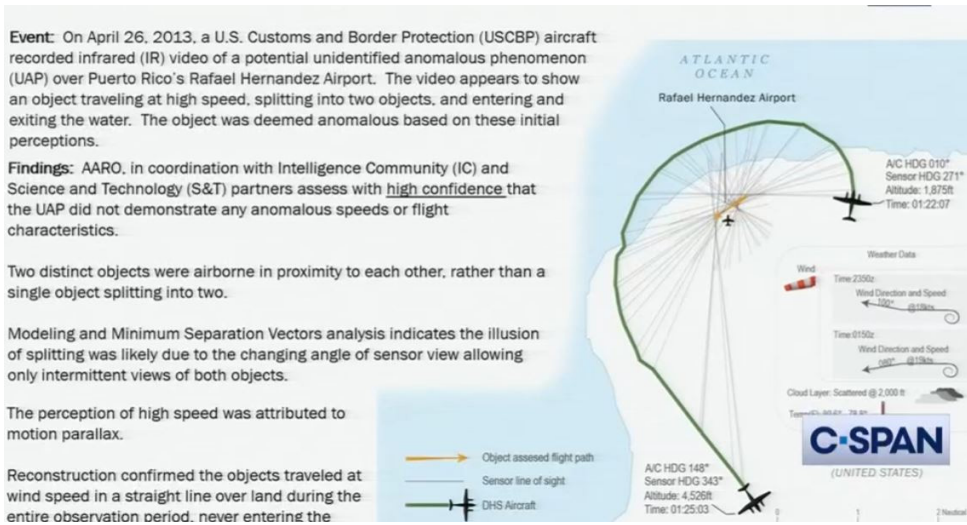 Event: On April 26, 2013, a U.S. Customs and Border Protection (USCBP) aircraft
recorded infrared (IR) video of a potential unidentified anomalous phenomenon
(UAP) over Puerto Rico's Rafael Hernandez Airport. The video appears to show
an object traveling at high speed, splitting into two objects, and entering and
exiting the water. The object was deemed anomalous based on these initial
perceptions.
Findings: AARO, in coordination with Intelligence Community (IC) and
Science and Technology (S&T) partners assess with high confidence that
the UAP did not demonstrate any anomalous speeds or flight
characteristics.
Two distinct objects were airborne in proximity to each other, rather than a
single object splitting into two.
Modeling and Minimum Separation Vectors analysis indicates the illusion
of splitting was likely due to the changing angle of sensor view allowing
only intermittent views of both objects.
The perception of high speed was attributed to
motion parallax.
Reconstruction confirmed the objects traveled at
wind speed in a straight line over land during the
entire observation period, never entering the
ATLANTIC
OCEAN
Rafael Hernandez Airport
A/C HDG 010°
Sensor HDG 271°
Altitude: 1,875ft
Time: 01:22:07
Weather Data
Wind
Time:2350z
Wind Direction and Speed
@18kts
Time:0150z
Wind Direction and Speed
@15kts
Cloud Layer: Scattered @ 2,000 ft
C-SPAN
(UNITED STATES)
Object assesed flight path
Sensor line of sight
DHS Aircraft
A/C HDG 148°
Sensor HDG 343°
Altitude: 4,526ft
Time: 01:25:03
0
1
2 Nautical